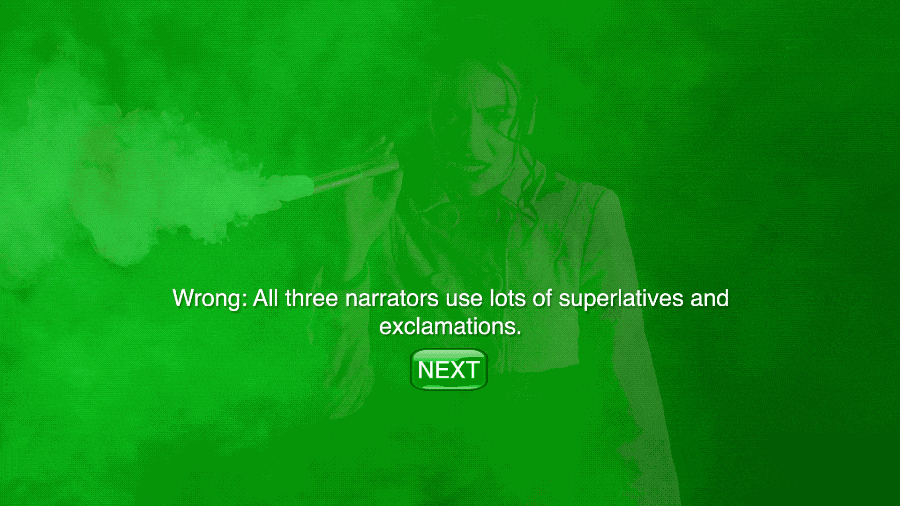 Wrong: All three narrators use lots of superlatives and
exclamations.
NEXT